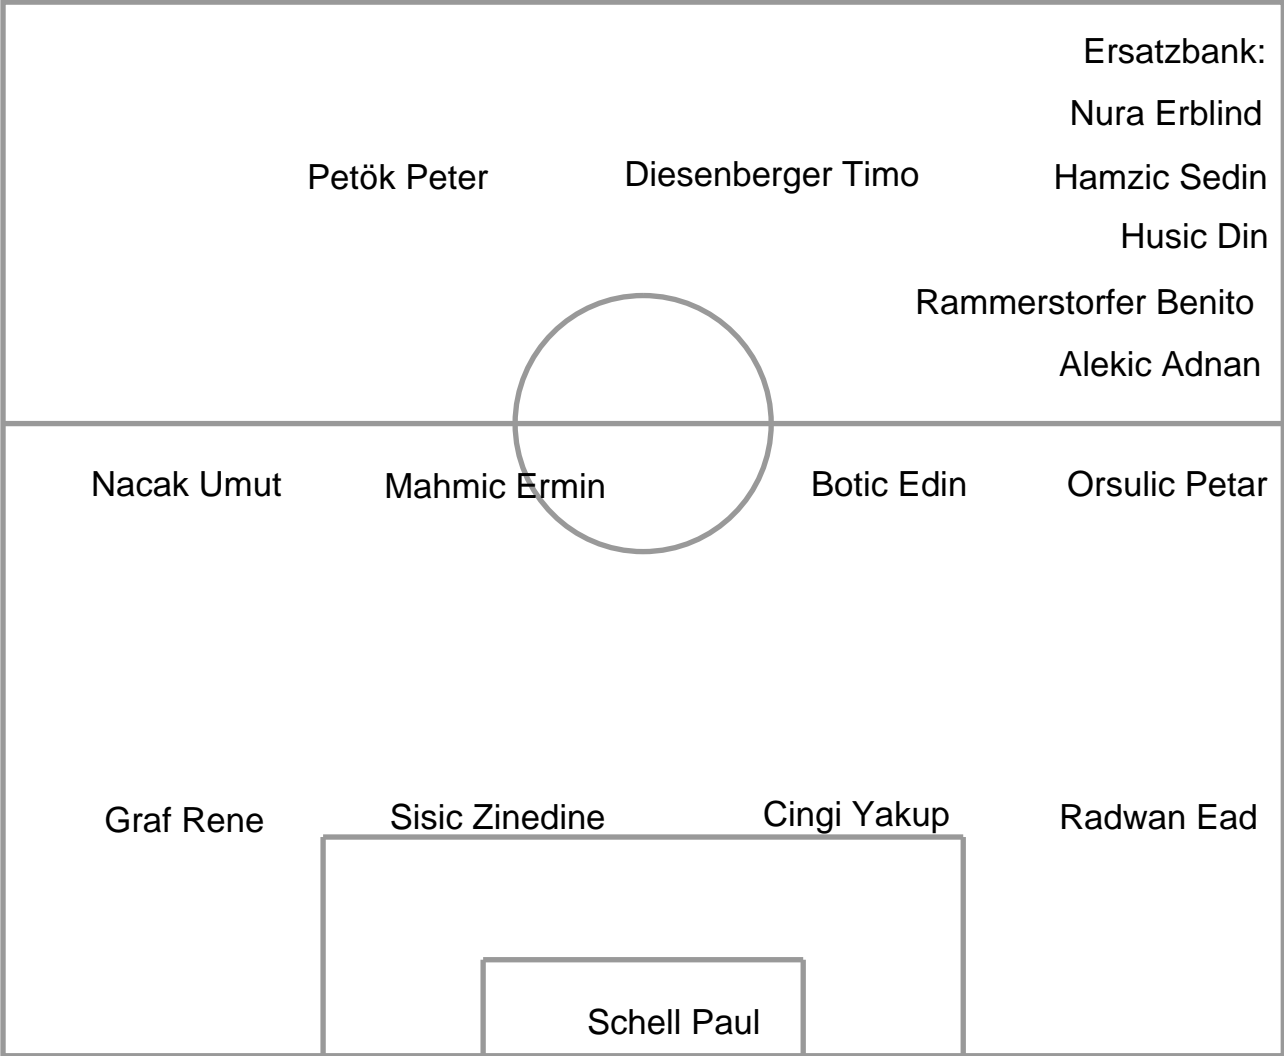 Ersatzbank:
Nura Erblind
Petök Peter
Diesenberger Timo
Hamzic Sedin
Husic Din
Rammerstorfer Benito
Alekic Adnan
Nacak Umut
Mahmic Ermin
Botic Edin
Orsulic Petar
Graf Rene
Sisic Zinedine
Cingi Yakup
Radwan Ead
Schell Paul